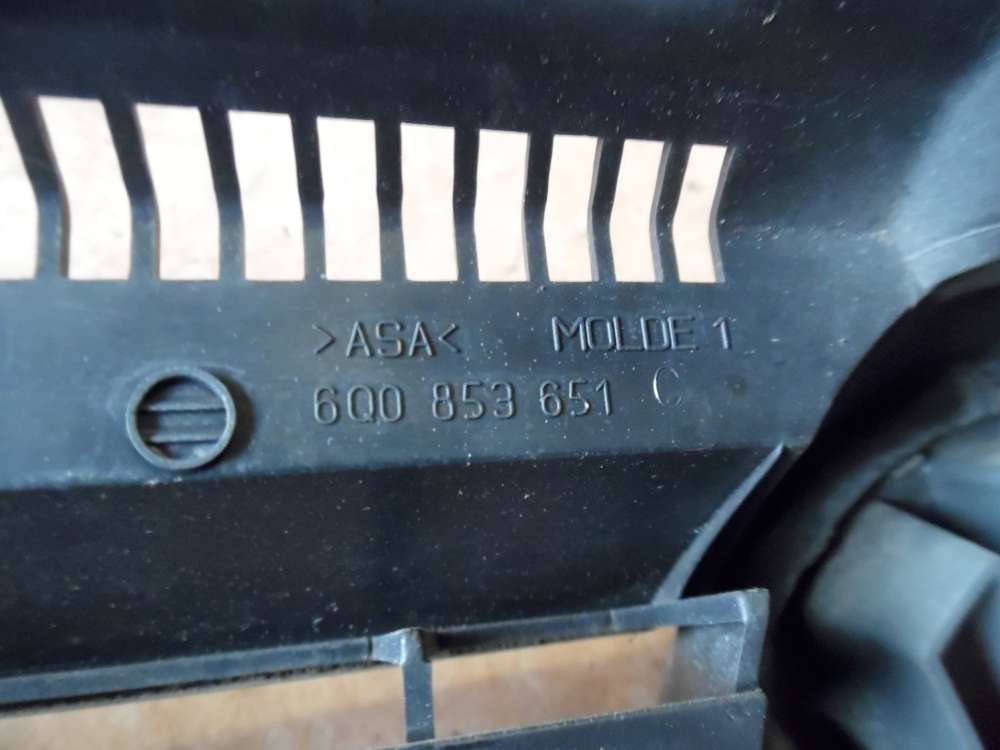 >ASA< MOLDE 1
6Q0 853 651 C